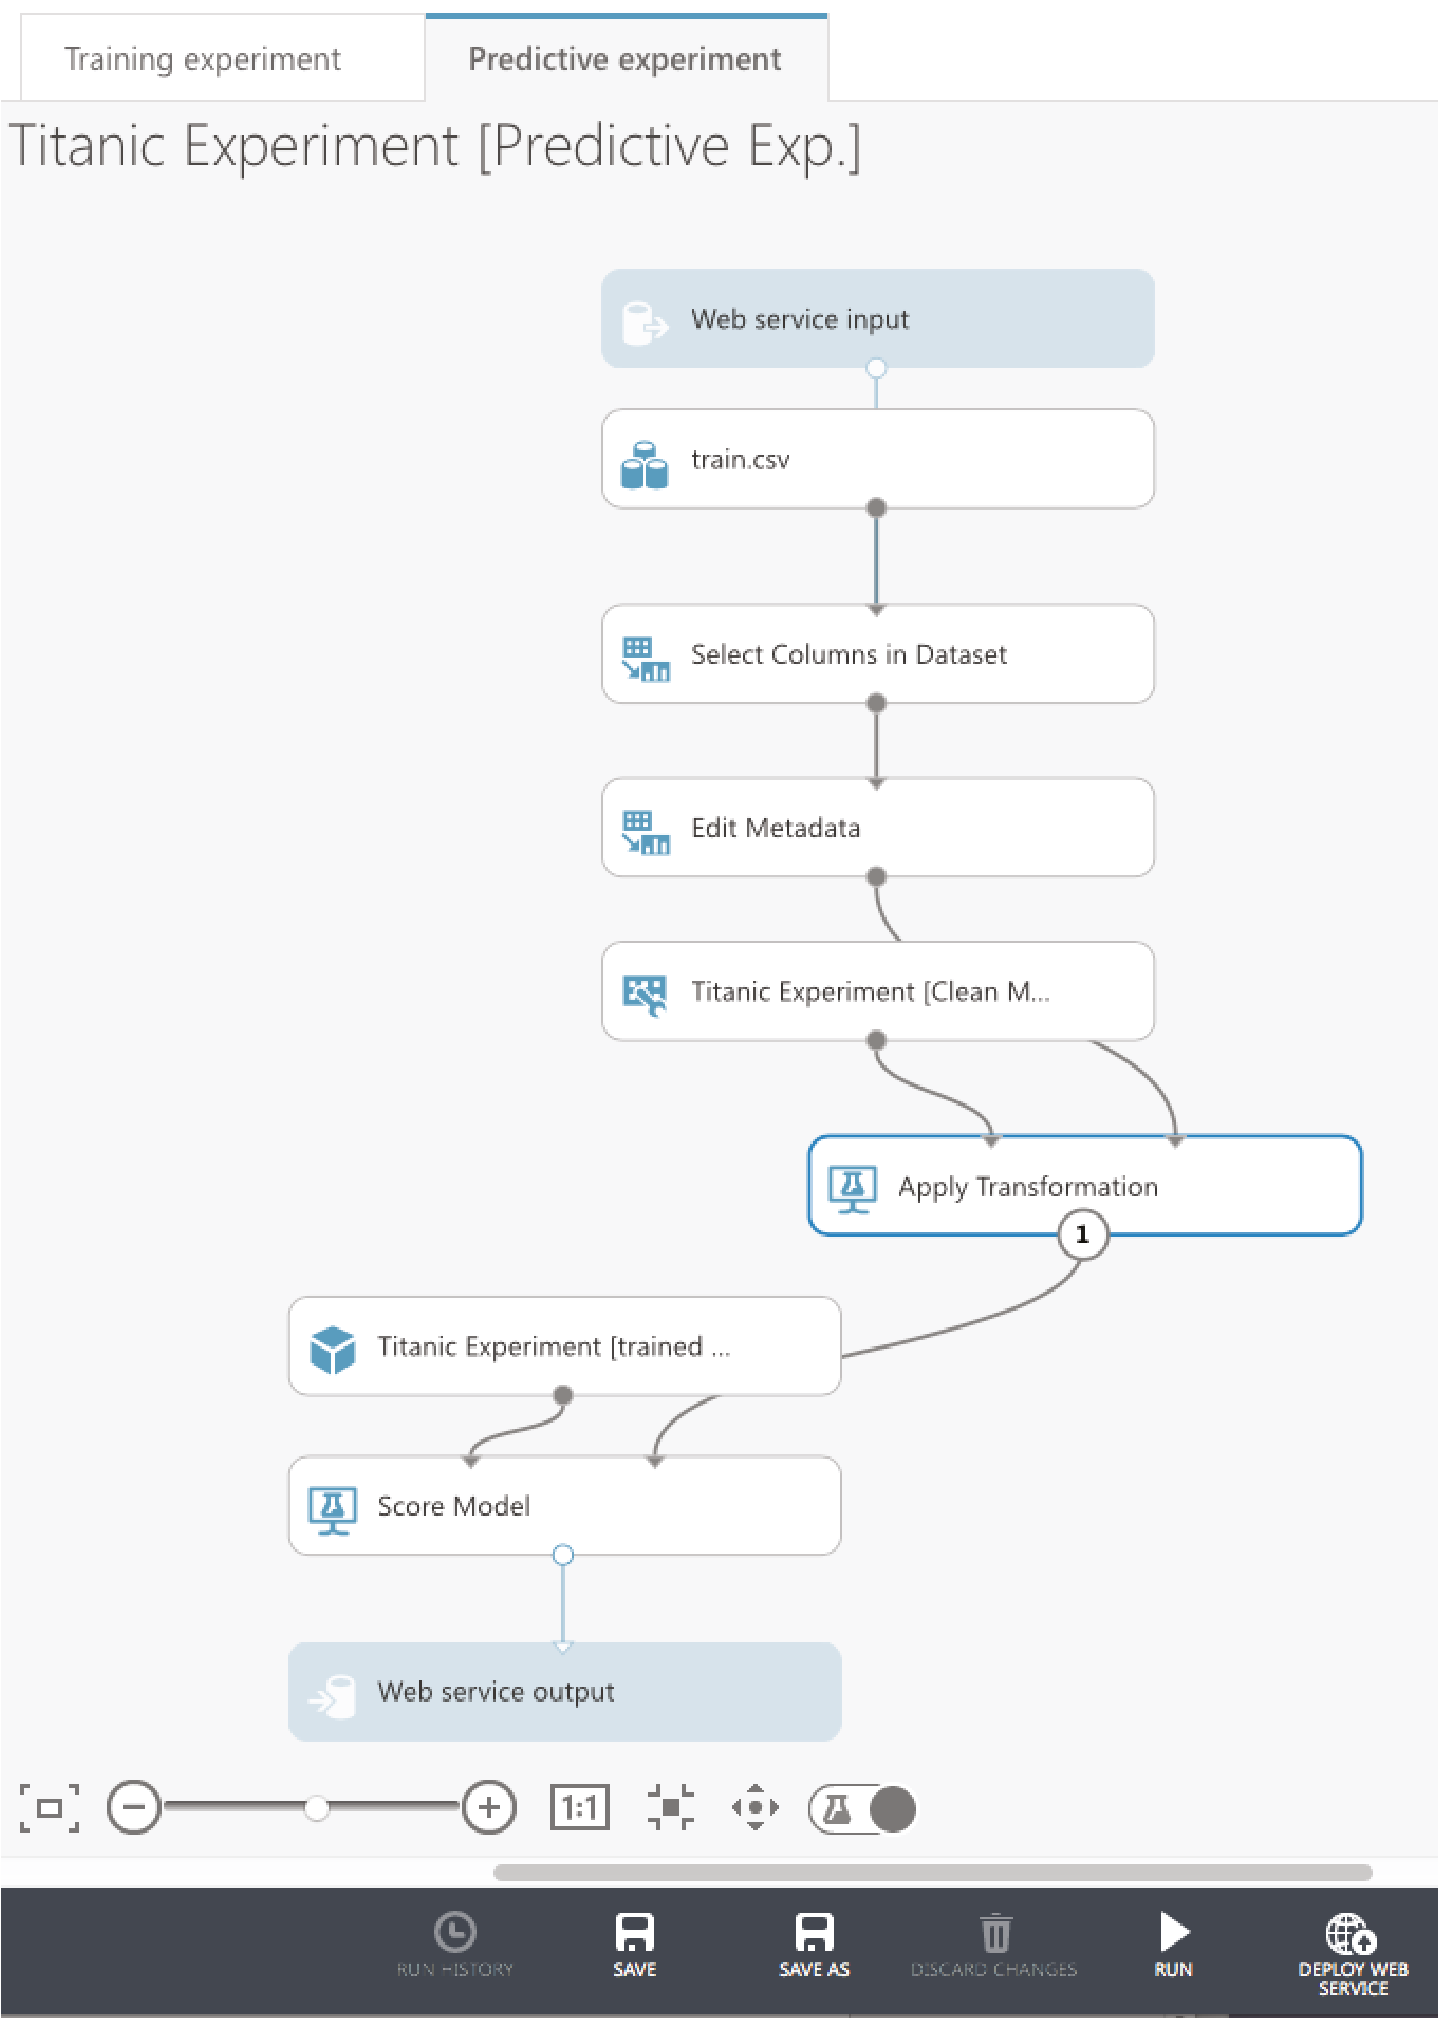 Training experiment
Predictive experiment
Titanic Experiment [Predictive Exp.]
Web service input
train.csv
Select Columns in Dataset
Edit Metadata
Titanic Experiment [Clean M...
Apply Transformation
1
Titanic Experiment [trained ...
Score Model
Web service output
1:1
RUN HISTORY
SAVE
SAVE AS
DISCARD CHANGES
RUN
DEPLOY WEB
SERVICE